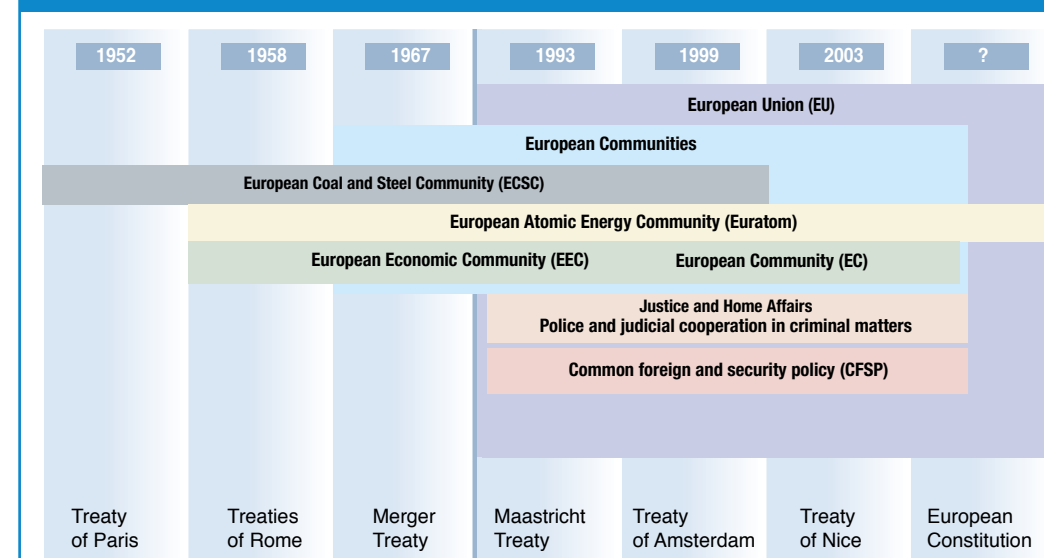 1952 1958 1967 1993 1999 2003 ?
European Union (EU)
European Communities
European Coal and Steel Community (ECSC)
European Atomic Energy Community (Euratom)
European Economic Community (EEC) European Community (EC)
Justice and Home Affairs
Police and judicial cooperation in criminal matters
Common foreign and security policy (CFSP)
Treaty
of Paris
Treaties
of Rome
Merger
Treaty
Maastricht
Treaty
Treaty
of Amsterdam
Treaty
of Nice
European
Constitution